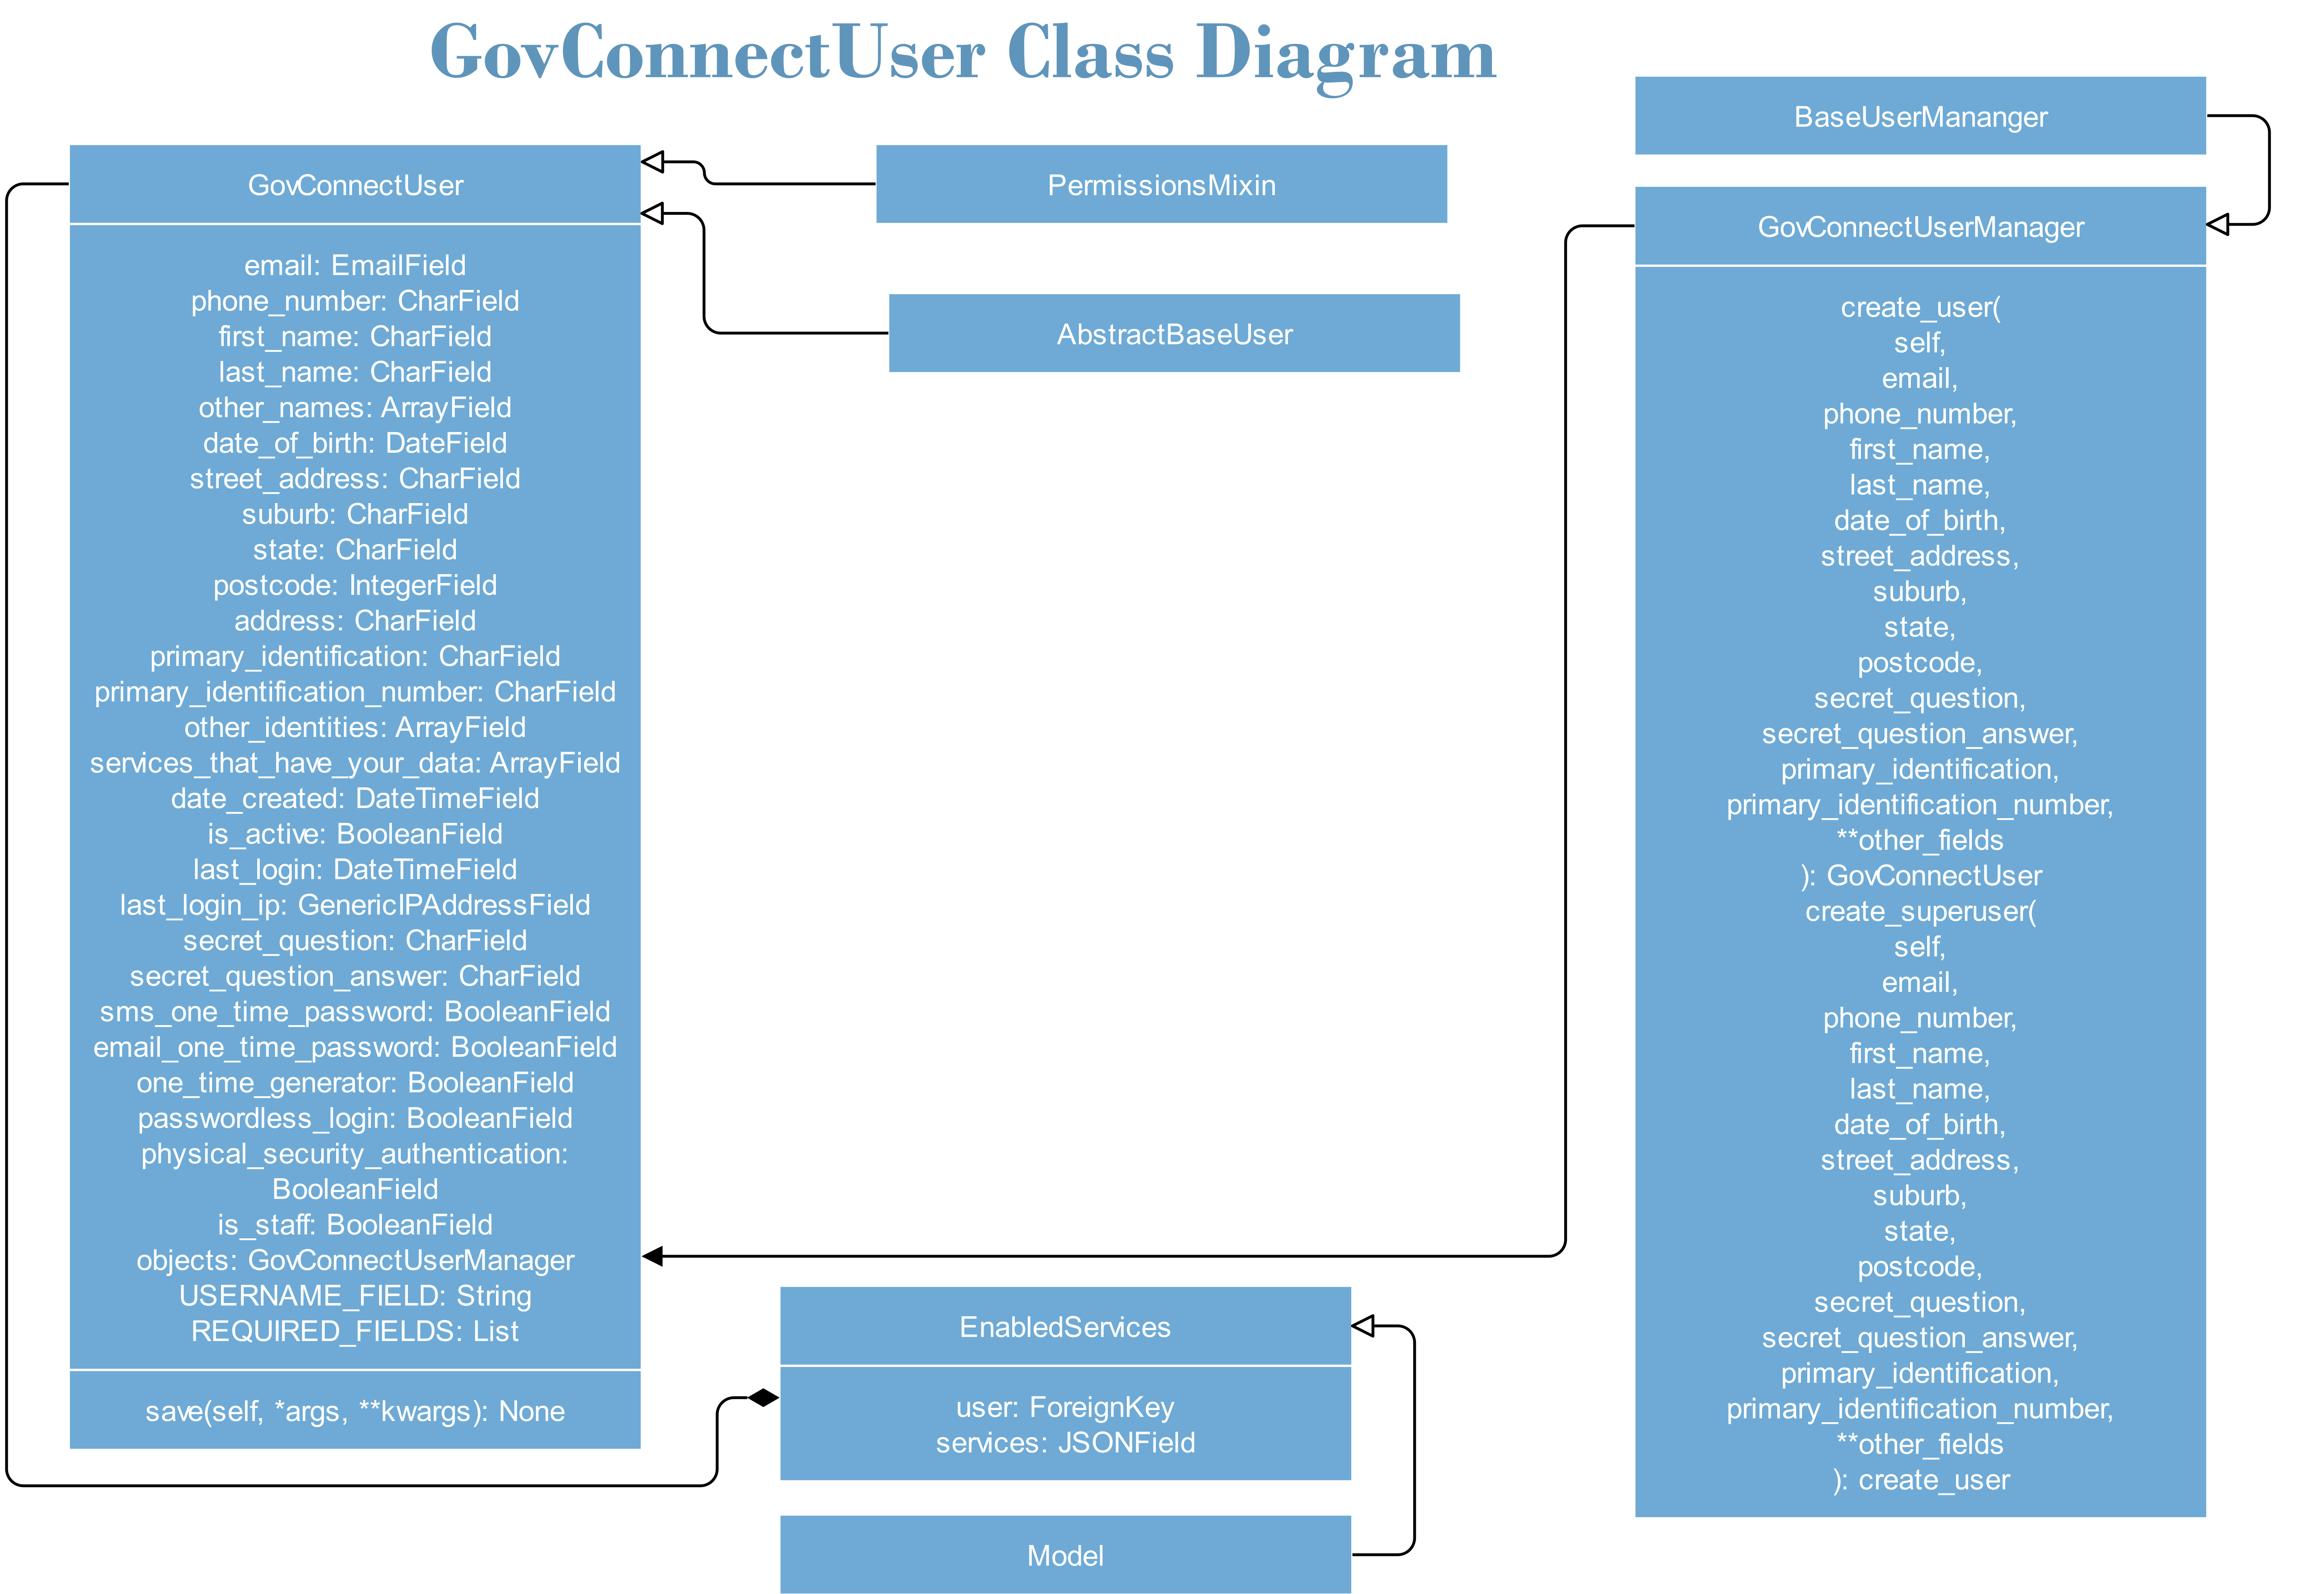 GovConnectUser Class Diagram
GovConnectUser
email: EmailField
phone_number: CharField
first_name: CharField
last_name: CharField
other_names: ArrayField
date_of_birth: DateField
street_address: CharField
suburb: CharField
state: CharField
postcode: IntegerField
address: CharField
primary_identification: CharField
primary_identification_number: CharField
other_identities: ArrayField
services_that_have_your_data: ArrayField
date_created: DateTimeField
is_active: BooleanField
last_login: DateTimeField
last_login_ip: GenericIPAddressField
secret_question: CharField
secret_question_answer: CharField
sms_one_time_password: BooleanField
email_one_time_password: BooleanField
one_time_generator: BooleanField
passwordless_login: BooleanField
physical_security_authentication:
BooleanField
is_staff: BooleanField
objects: GovConnectUserManager
USERNAME_FIELD: String
REQUIRED_FIELDS: List
save(self, *args, **kwargs): None
PermissionsMixin
AbstractBaseUser
EnabledServices
user: ForeignKey
services: JSONField
Model
BaseUserMananger
GovConnectUserManager
create_user(
self,
email,
phone_number,
first_name,
last_name,
date_of_birth,
street_address,
suburb,
state,
postcode,
secret_question,
secret_question_answer,
primary_identification,
primary_identification_number,
**other_fields
): GovConnectUser
create_superuser(
self,
email,
phone_number,
first_name,
last_name,
date_of_birth,
street_address,
suburb,
state,
postcode,
secret_question,
secret_question_answer,
primary_identification,
primary_identification_number,
**other_fields
): create_user